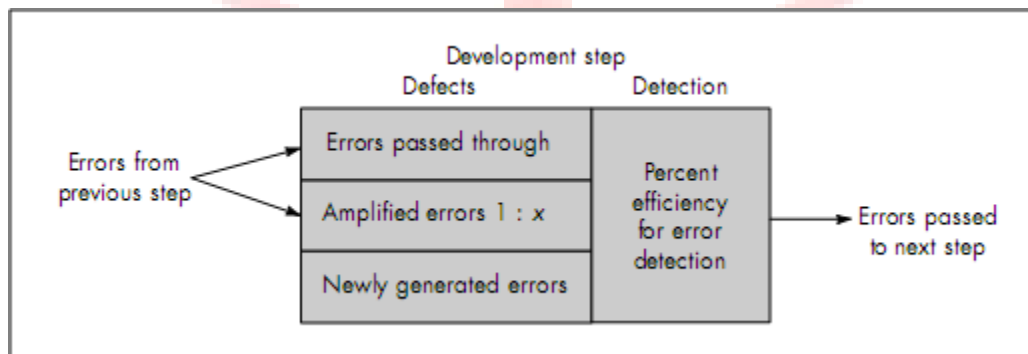 Development step
Defects
Detection
Errors from
previous step
Errors passed through
Amplified errors 1 : x
Newly generated errors
Percent
efficiency
for error
detection
Errors passed
to next step